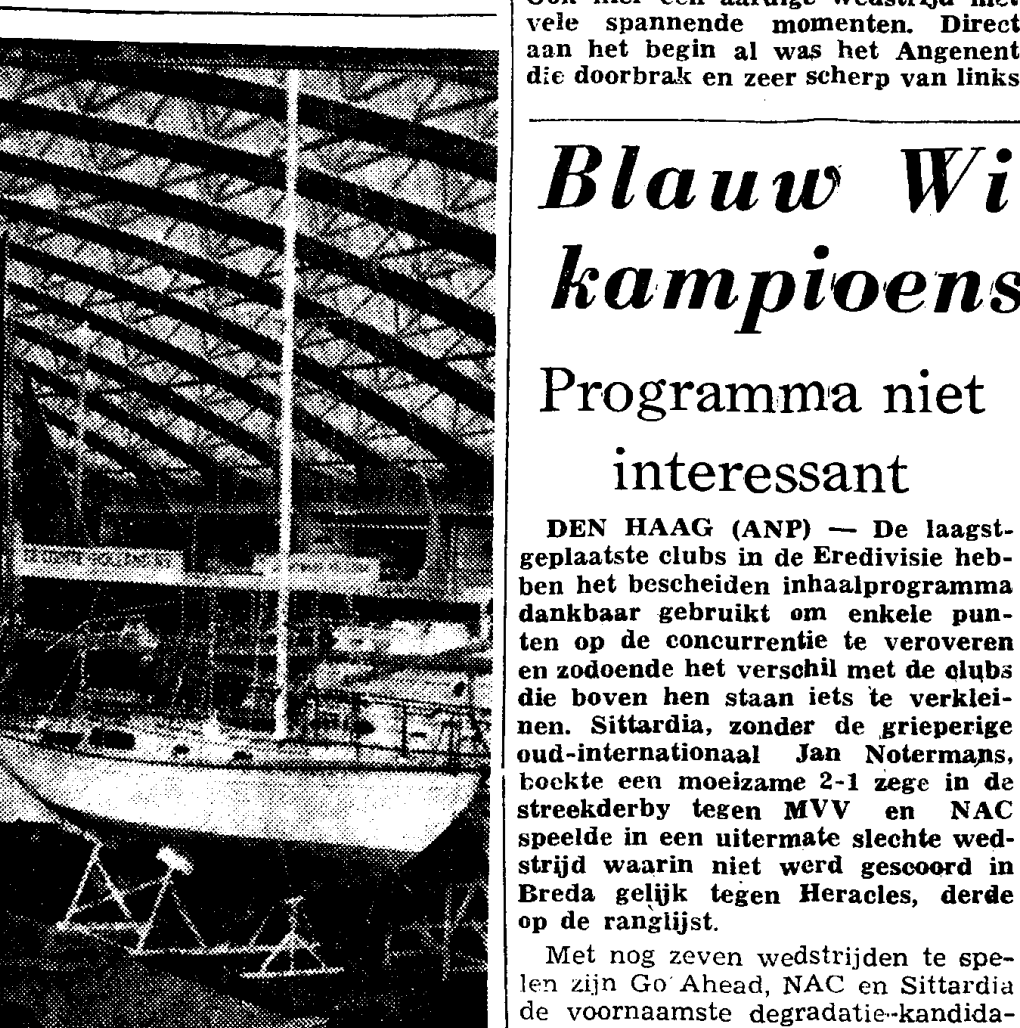 vele spannende momenten. Direct
aan het begin al was het Angenent
die doorbrak en zeer scherp van links
Blauw Wi
kampioens
Programma niet
interessant
DEN HAAG (ANP) — De laagst-
geplaatste clubs in de Eredivisie heb-
ben het bescheiden inhaalprogramma
dankbaar gebruikt om enkele pun-
ten op de concurrentie te veroveren
en zodoende het verschil met de clubs
die boven hen staan iets te verklei-
nen. Sittardia, zonder de grieperige
oud-internationaal Jan Notermans,
boekte een moeizame 2-1 zege in de
streekderby tegen MVV en NAC
speelde in een uitermate slechte wed-
strijd waarin niet werd gescoord in
Breda gelijk tegen Heracles, derde
op de ranglijst.
Met nog zeven wedstrijden te spe-
len zijn Go Ahead, NAC en Sittardia
de voornaamste degradatie-kandida-